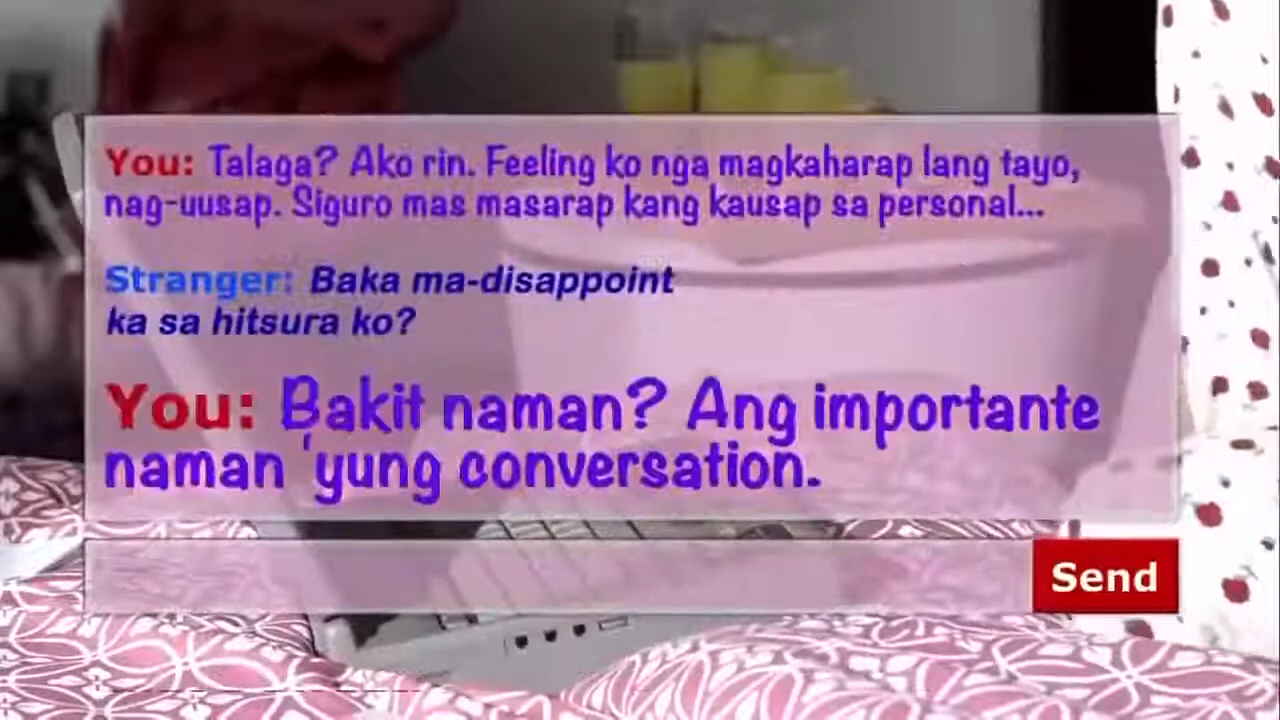 You: Talaga? Ako rin. Feeling ko nga magkaharap lang tayo,
nag-uusap. Siguro mas masarap kang kausap sa personal...
Stranger: Baka ma-disappoint
ka sa hitsura ko?
You: Bakit naman? Ang importante
naman 'yung conversation.
Send